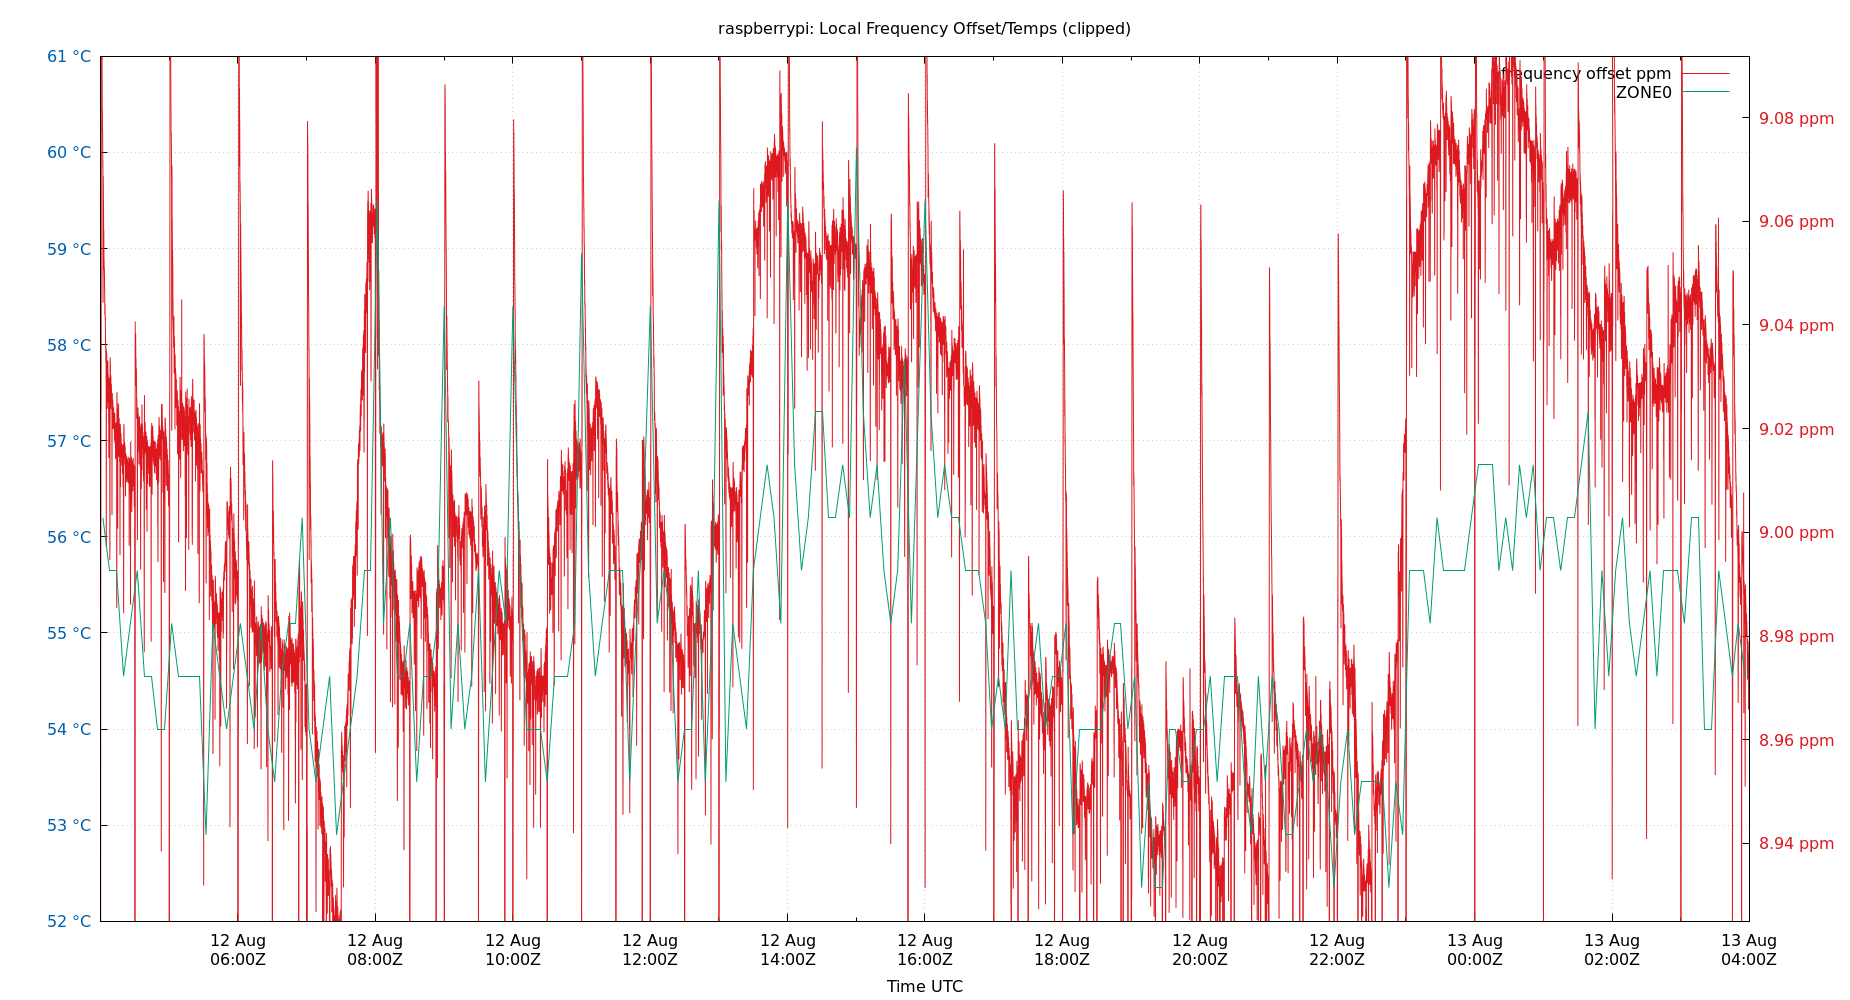 raspberrypi: Local Frequency Offset/Temps (clipped)
frequency offset ppm
ZONE0
61 °C
60 °C
59 °C
58 °C
57 °C
56 °C
55 °C
54 °C
53 °C
52 °C
9.08 ppm
9.06 ppm
9.04 ppm
9.02 ppm
9.00 ppm
8.98 ppm
8.96 ppm
8.94 ppm
12 Aug 12 Aug 12 Aug 12 Aug 12 Aug 12 Aug 12 Aug 12 Aug 12 Aug 13 Aug 13 Aug 13 Aug
06:00Z 08:00Z 10:00Z 12:00Z 14:00Z 16:00Z 18:00Z 20:00Z 22:00Z 00:00Z 02:00Z 04:00Z
Time UTC